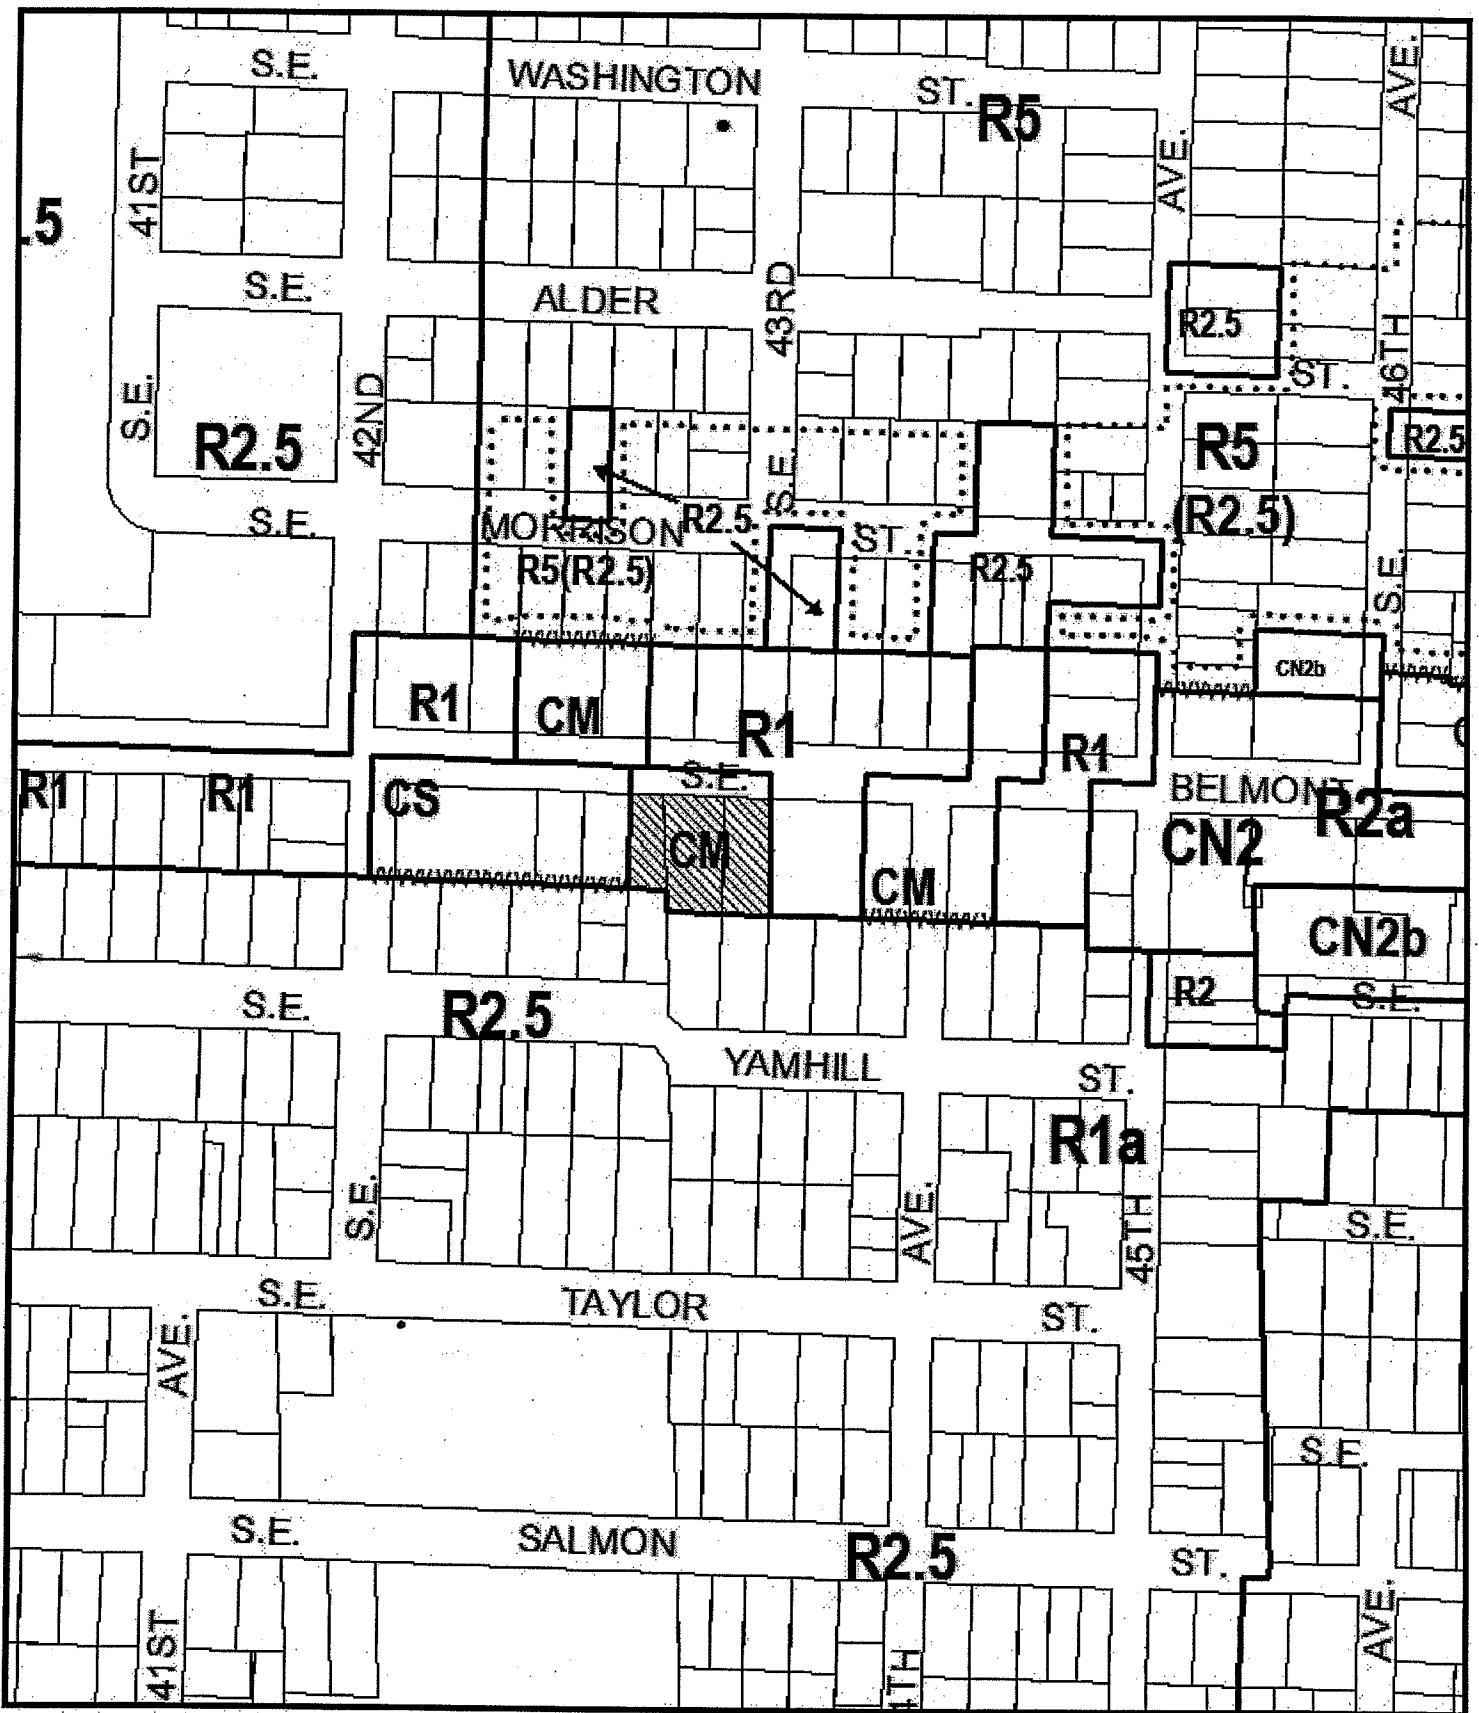 S.E. WASHINGTON ST.
R5
AVE.
AVE.
41ST
.5
S.E. ALDER ST.
43RD
R2.5
46TH
S.E.
42ND
R2.5
R5
R2.5
(R2.5)
S.E.
S.E. MORRISON ST
R2.5
R5(R2.5)
R2.5
S.E.
CN2b
R1
CM
R1
R1
R1
R1
CS
S.E. BELMONT
R2a
CM
CN2
CM
CN2b
R2
S.E.
S.E. YAMHILL ST.
R2.5
R1a
S.E.
AVE.
45TH
S.E.
S.E. TAYLOR ST.
AVE.
S.E.
S.E. SALMON ST.
R2.5
41ST
AVE.